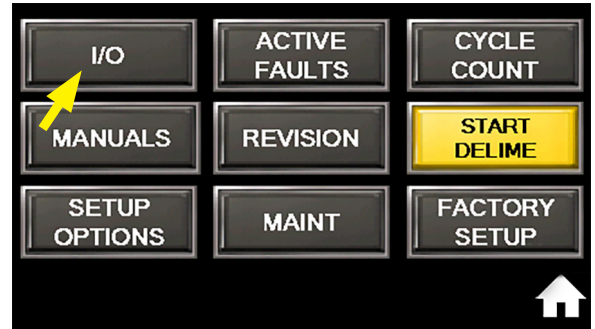 I/O
ACTIVE
FAULTS
CYCLE
COUNT
MANUALS
REVISION
START
DELIME
SETUP
OPTIONS
MAINT
FACTORY
SETUP